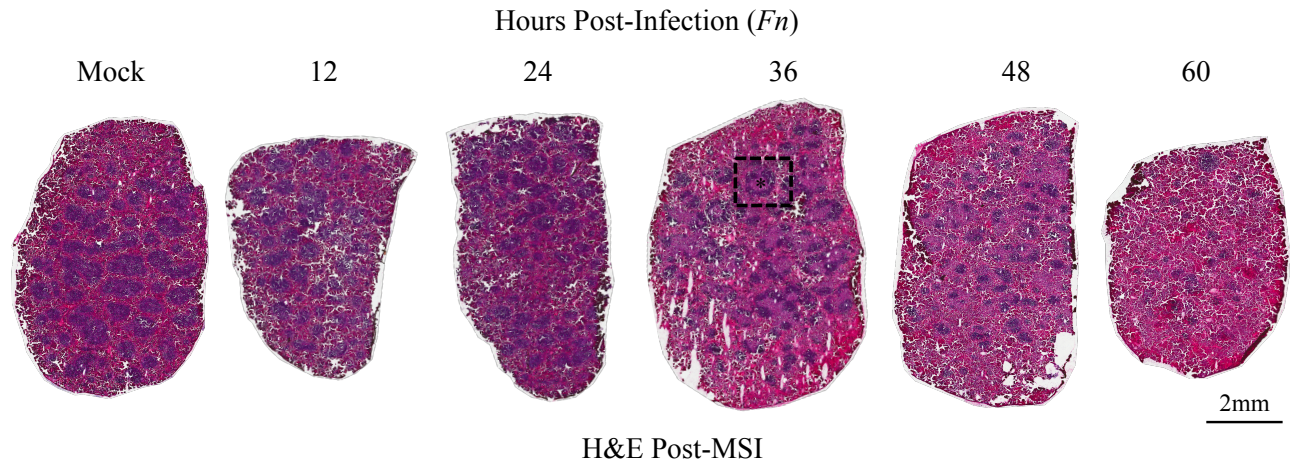 Hours Post-Infection (Fn)
Mock 12 24 36 48 60
*
2mm
H&E Post-MSI